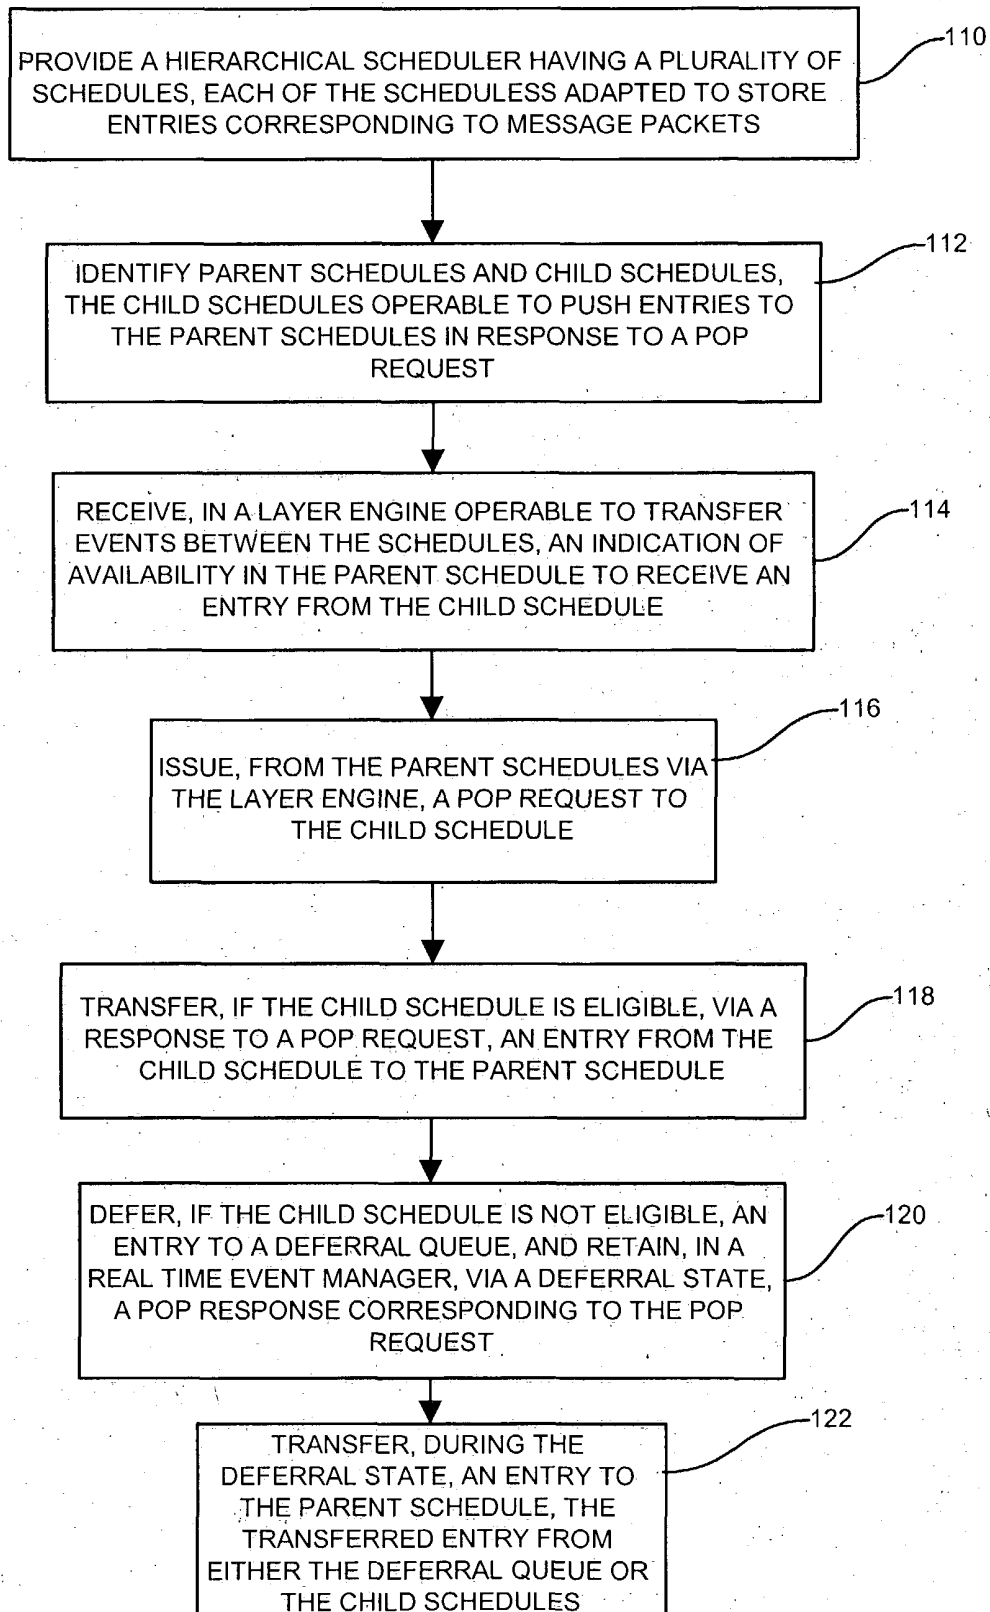 110
PROVIDE A HIERARCHICAL SCHEDULER HAVING A PLURALITY OF
SCHEDULES, EACH OF THE SCHEDULESS ADAPTED TO STORE
ENTRIES CORRESPONDING TO MESSAGE PACKETS
112
IDENTIFY PARENT SCHEDULES AND CHILD SCHEDULES,
THE CHILD SCHEDULES OPERABLE TO PUSH ENTRIES TO
THE PARENT SCHEDULES IN RESPONSE TO A POP
REQUEST
114
RECEIVE, IN A LAYER ENGINE OPERABLE TO TRANSFER
EVENTS BETWEEN THE SCHEDULES, AN INDICATION OF
AVAILABILITY IN THE PARENT SCHEDULE TO RECEIVE AN
ENTRY FROM THE CHILD SCHEDULE
116
ISSUE, FROM THE PARENT SCHEDULES VIA
THE LAYER ENGINE, A POP REQUEST TO
THE CHILD SCHEDULE
118
TRANSFER, IF THE CHILD SCHEDULE IS ELIGIBLE, VIA A
RESPONSE TO A POP REQUEST, AN ENTRY FROM THE
CHILD SCHEDULE TO THE PARENT SCHEDULE
120
DEFER, IF THE CHILD SCHEDULE IS NOT ELIGIBLE, AN
ENTRY TO A DEFERRAL QUEUE, AND RETAIN, IN A
REAL TIME EVENT MANAGER, VIA A DEFERRAL STATE,
A POP RESPONSE CORRESPONDING TO THE POP
REQUEST
122
TRANSFER, DURING THE
DEFERRAL STATE, AN ENTRY TO
THE PARENT SCHEDULE, THE
TRANSFERRED ENTRY FROM
EITHER THE DEFERRAL QUEUE OR
THE CHILD SCHEDULES